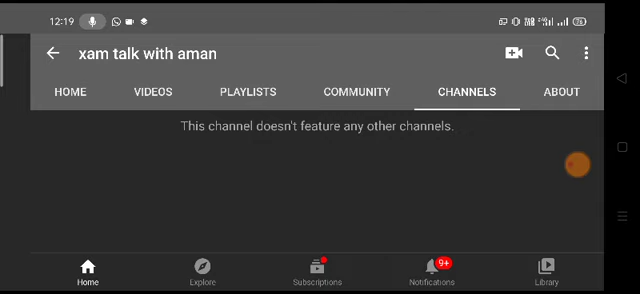 12:19
76
xam talk with aman
HOME VIDEOS PLAYLISTS COMMUNITY CHANNELS ABOUT
This channel doesn't feature any other channels.
9+
Home Explore Subscriptions Notifications Library